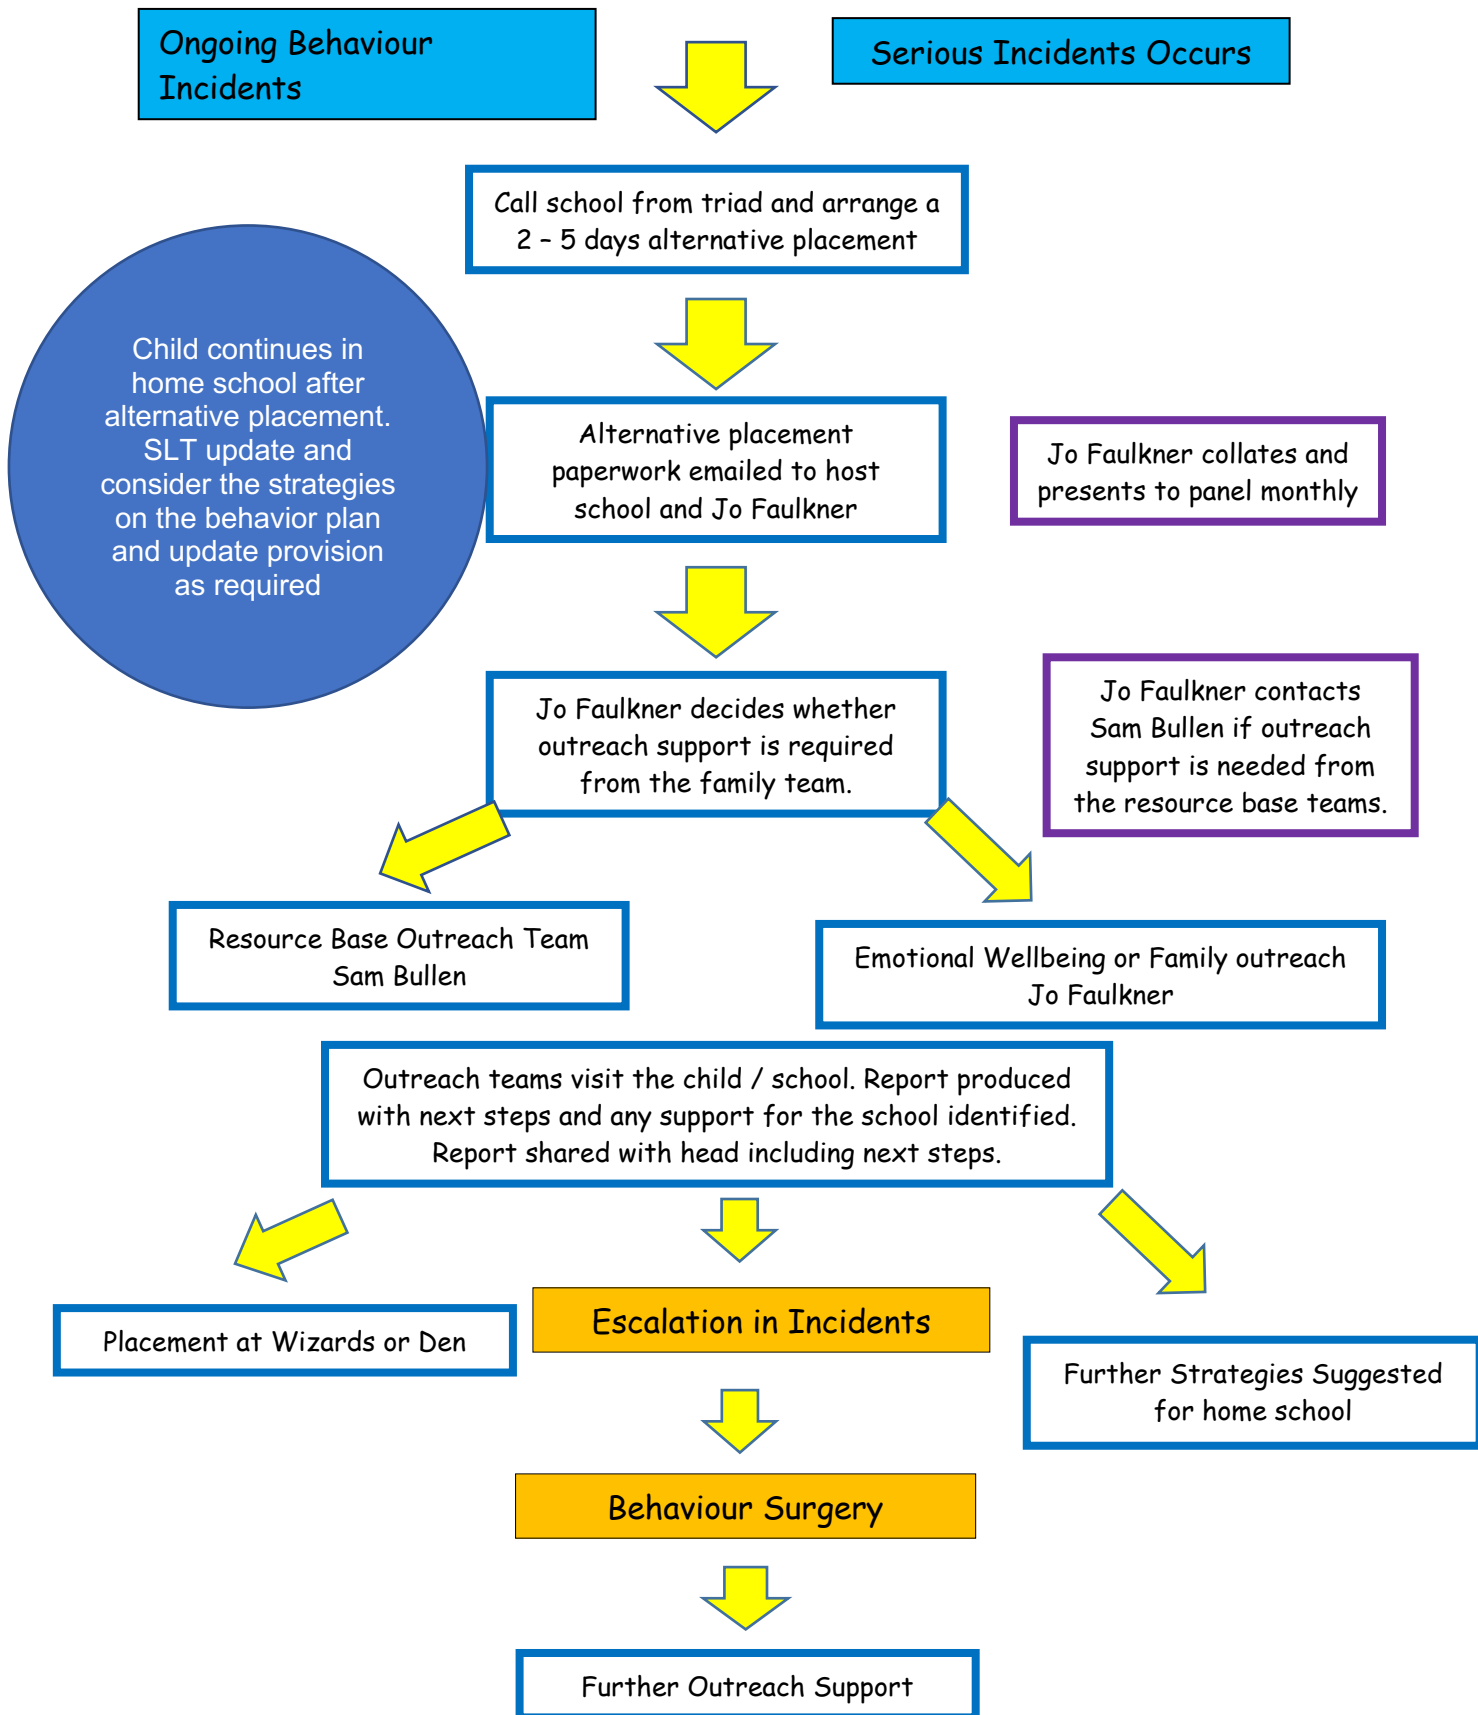 Ongoing Behaviour
Incidents
Serious Incidents Occurs
Call school from triad and arrange a
2 – 5 days alternative placement
Child continues in
home school after
alternative placement.
SLT update and
consider the strategies
on the behavior plan
and update provision
as required
Alternative placement
paperwork emailed to host
school and Jo Faulkner
Jo Faulkner collates and
presents to panel monthly
Jo Faulkner decides whether
outreach support is required
from the family team.
Jo Faulkner contacts
Sam Bullen if outreach
support is needed from
the resource base teams.
Resource Base Outreach Team
Sam Bullen
Emotional Wellbeing or Family outreach
Jo Faulkner
Outreach teams visit the child / school. Report produced
with next steps and any support for the school identified.
Report shared with head including next steps.
Placement at Wizards or Den
Escalation in Incidents
Further Strategies Suggested
for home school
Behaviour Surgery
Further Outreach Support